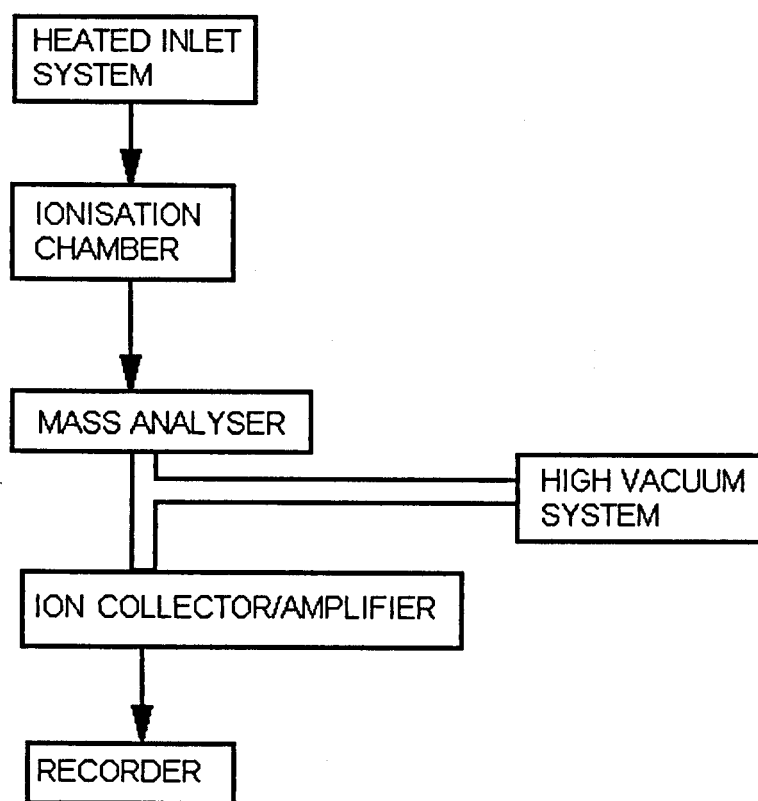 HEATED INLET
SYSTEM
IONISATION
CHAMBER
MASS ANALYSER
HIGH VACUUM
SYSTEM
ION COLLECTOR/AMPLIFIER
RECORDER